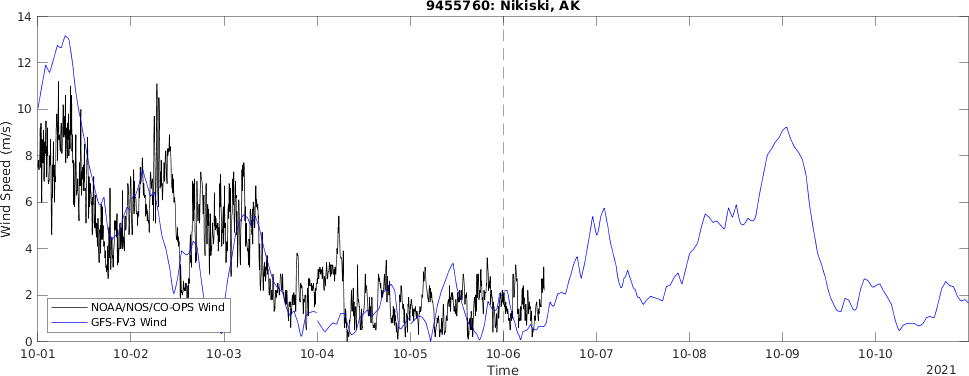 9455760: Nikiski, AK
14
12
10
8
6
4
2
0
Wind Speed (m/s)
NOAA/NOS/CO-OPS Wind
GFS-FV3 Wind
10-01 10-02 10-03 10-04 10-05 10-06 10-07 10-08 10-09 10-10
Time
2021